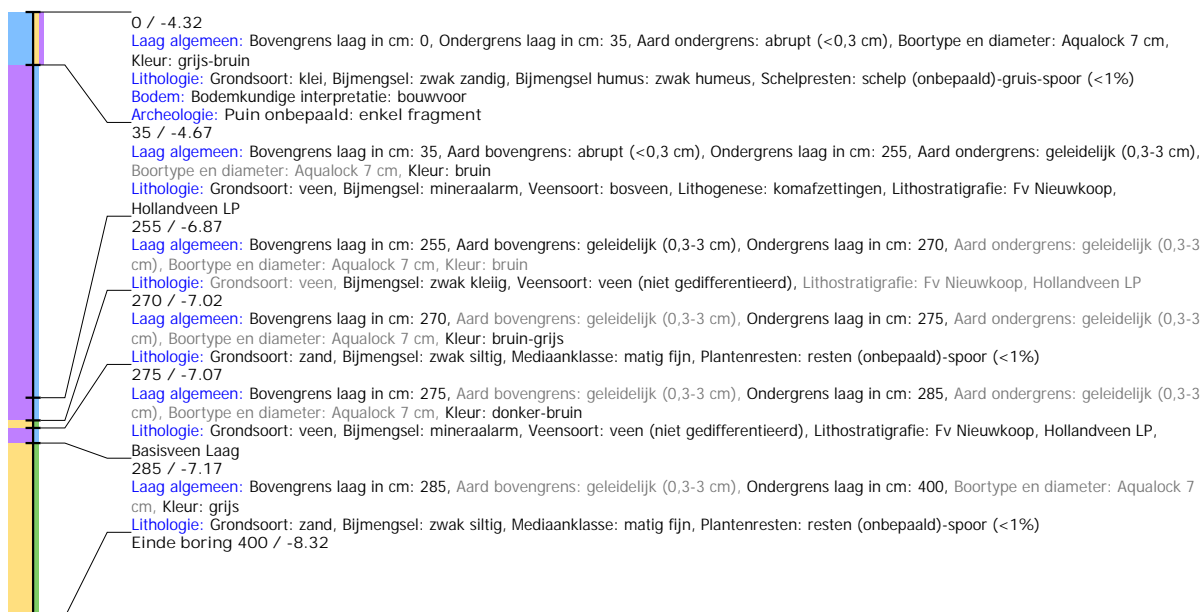 0 / -4.32
Laag algemeen: Bovengrens laag in cm: 0, Ondergrens laag in cm: 35, Aard ondergrens: abrupt (<0,3 cm), Boortype en diameter: Aqualock 7 cm,
Kleur: grijs-bruin
Lithologie: Grondsoort: klei, Bijmengsel: zwak zandig, Bijmengsel humus: zwak humeus, Schelpresten: schelp (onbepaald)-gruis-spoor (<1%)
Bodem: Bodemkundige interpretatie: bouwvoor
Archeologie: Puin onbepaald: enkel fragment
35 / -4.67
Laag algemeen: Bovengrens laag in cm: 35, Aard bovengrens: abrupt (<0,3 cm), Ondergrens laag in cm: 255, Aard ondergrens: geleidelijk (0,3-3 cm),
Boortype en diameter: Aqualock 7 cm, Kleur: bruin
Lithologie: Grondsoort: veen, Bijmengsel: mineraalarm, Veensoort: bosveen, Lithogenese: komafzettingen, Lithostratigrafie: Fv Nieuwkoop,
Hollandveen LP
255 / -6.87
Laag algemeen: Bovengrens laag in cm: 255, Aard bovengrens: geleidelijk (0,3-3 cm), Ondergrens laag in cm: 270, Aard ondergrens: geleidelijk (0,3-3
cm), Boortype en diameter: Aqualock 7 cm, Kleur: bruin
Lithologie: Grondsoort: veen, Bijmengsel: zwak kleiig, Veensoort: veen (niet gedifferentieerd), Lithostratigrafie: Fv Nieuwkoop, Hollandveen LP
270 / -7.02
Laag algemeen: Bovengrens laag in cm: 270, Aard bovengrens: geleidelijk (0,3-3 cm), Ondergrens laag in cm: 275, Aard ondergrens: geleidelijk (0,3-3
cm), Boortype en diameter: Aqualock 7 cm, Kleur: bruin-grijs
Lithologie: Grondsoort: zand, Bijmengsel: zwak siltig, Mediaanklasse: matig fijn, Plantenresten: resten (onbepaald)-spoor (<1%)
275 / -7.07
Laag algemeen: Bovengrens laag in cm: 275, Aard bovengrens: geleidelijk (0,3-3 cm), Ondergrens laag in cm: 285, Aard ondergrens: geleidelijk (0,3-3
cm), Boortype en diameter: Aqualock 7 cm, Kleur: donker-bruin
Lithologie: Grondsoort: veen, Bijmengsel: mineraalarm, Veensoort: veen (niet gedifferentieerd), Lithostratigrafie: Fv Nieuwkoop, Hollandveen LP,
Basisveen Laag
285 / -7.17
Laag algemeen: Bovengrens laag in cm: 285, Aard bovengrens: geleidelijk (0,3-3 cm), Ondergrens laag in cm: 400, Boortype en diameter: Aqualock 7
cm, Kleur: grijs
Lithologie: Grondsoort: zand, Bijmengsel: zwak siltig, Mediaanklasse: matig fijn, Plantenresten: resten (onbepaald)-spoor (<1%)
Einde boring 400 / -8.32